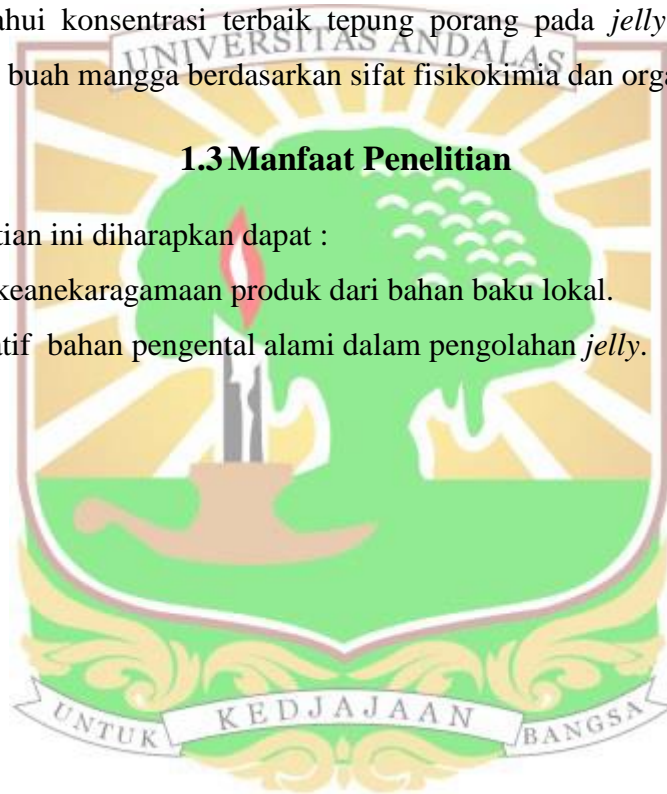 ahui konsentrasi terbaik tepung porang pada jelly
UNIVERSITAS ANDALAS
buah mangga berdasarkan sifat fisikokimia dan orga
1.3 Manfaat Penelitian
tian ini diharapkan dapat :
keanekaragamaan produk dari bahan baku lokal.
atif bahan pengental alami dalam pengolahan jelly.
UNTUK KEDJAJAAN BANGSA